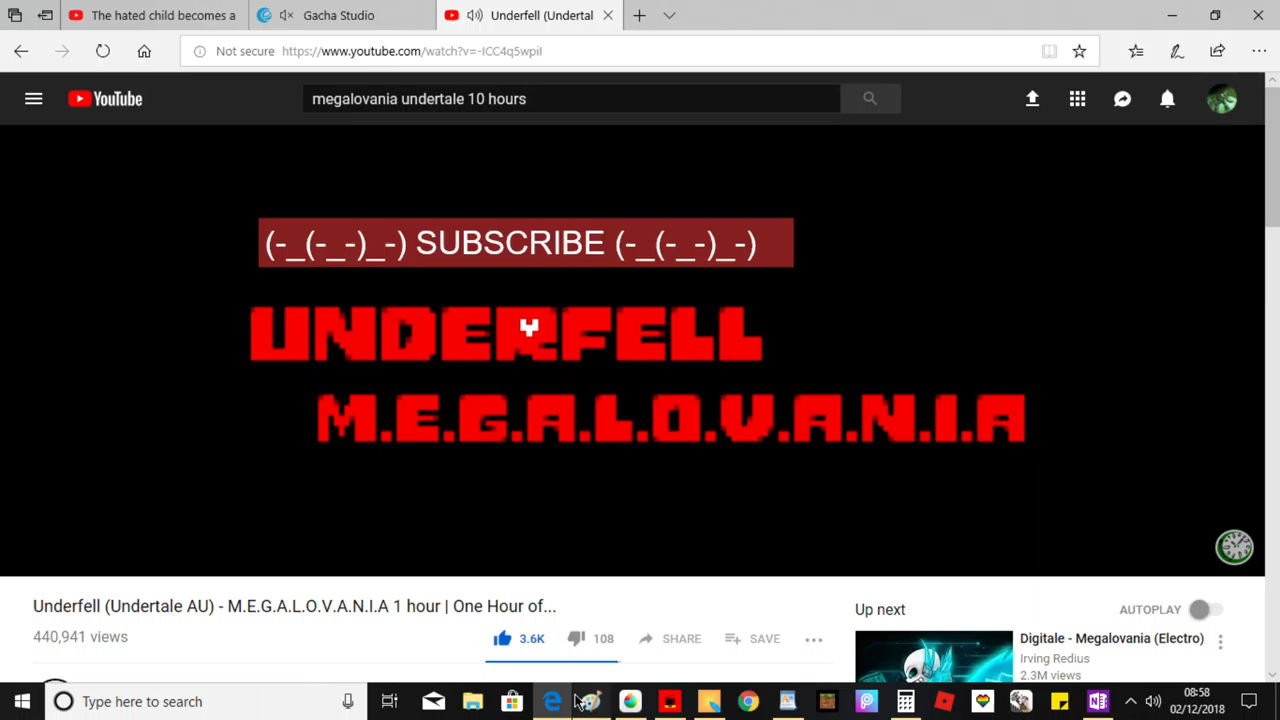 The hated child becomes a
Gacha Studio
Underfell (Undertal
Not secure https://www.youtube.com/watch?v=-ICC4q5wpiI
YouTube
megalovania undertale 10 hours
(-_(-_-)_-) SUBSCRIBE (-_(-_-)_-)
UNDERFELL
M.E.G.A.L.O.V.A.N.I.A
Underfell (Undertale AU) - M.E.G.A.L.O.V.A.N.I.A 1 hour | One Hour of...
440,941 views
3.6K
108
SHARE
SAVE
Up next
AUTOPLAY
Digitale - Megalovania (Electro)
Irving Redius
2.3M views
Type here to search
08:58
02/12/2018